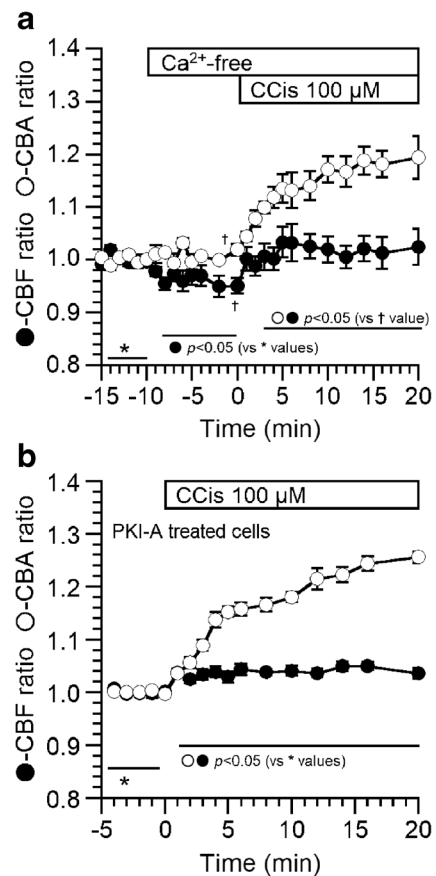 a
Ca²⁺-free
CCis 100 µM
●-CBF ratio ○-CBA ratio
1.4
1.3
1.2
1.1
1.0
0.9
0.8
†
†
○● p<0.05 (vs † value)
● p<0.05 (vs * values)
*
-15 -10 -5 0 5 10 15 20
Time (min)
b
CCis 100 µM
PKI-A treated cells
●-CBF ratio ○-CBA ratio
1.4
1.3
1.2
1.1
1.0
0.9
0.8
○● p<0.05 (vs * values)
*
-5 0 5 10 15 20
Time (min)